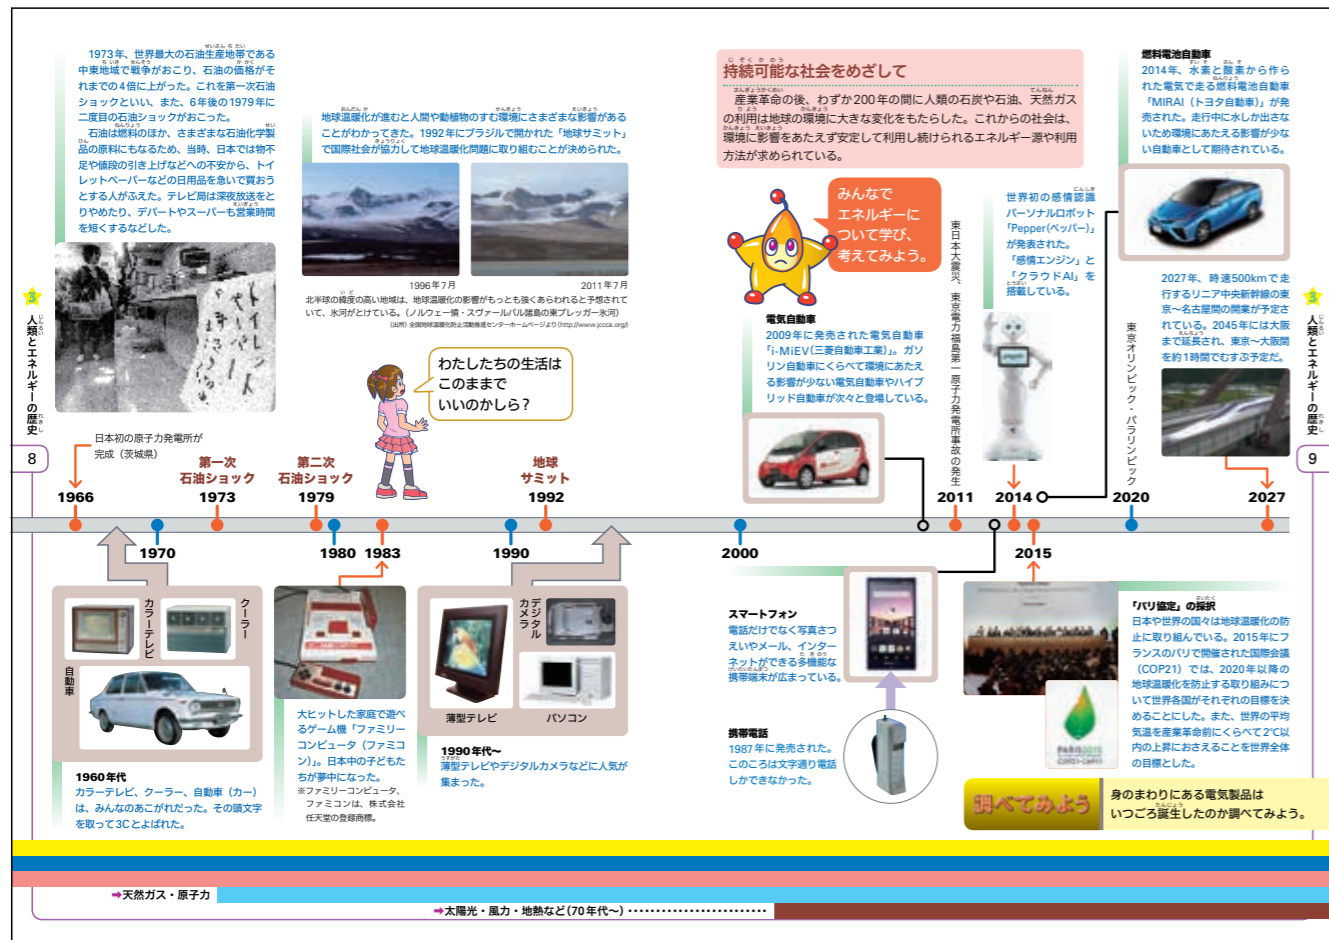 1973年、世界最大の石油生産地帯である
中東地域で戦争がおこり、石油の価格がそ
れまでの4倍に上がった。これを第一次石油
ショックといい、また、6年後の1979年に
二度目の石油ショックがおこった。
石油は燃料のほか、さまざまな石油化学製
品の原料にもなるため、当時、日本では物不
足や値段の引き上げなどへの不安から、トイ
レットペーパーなどの日用品を急いで買おう
とする人がふえた。テレビ局は深夜放送をと
りやめたり、デパートやスーパーも営業時間
を短くするなどした。
地球温暖化が進むと人間や動植物のすむ環境にさまざまな影響がある
ことがわかってきた。1992年にブラジルで開かれた「地球サミット」
で国際社会が協力して地球温暖化問題に取り組むことが決められた。
1996年7月
2011年7月
北半球の緯度の高い地域は、地球温暖化の影響がもっとも強くあらわれると予想されて
いて、氷河がとけている。(ノルウェー領・スヴァールバル諸島の東ブレッガー氷河)
(出所)全国地球温暖化防止活動推進センターホームページより(http://www.jccca.org/)
わたしたちの生活は
このままで
いいのかしら?
3
人類とエネルギーの歴史
8
日本初の原子力発電所が
完成(茨城県)
1966
第一次
石油ショック
1973
第二次
石油ショック
1979
地球
サミット
1992
1970
1980
1983
1990
カラーテレビ
クーラー
自動車
1960年代
カラーテレビ、クーラー、自動車(カー)
は、みんなのあこがれだった。その頭文字
を取って3Cとよばれた。
大ヒットした家庭で遊べ
るゲーム機「ファミリー
コンピュータ(ファミコ
ン)」。日本中の子どもた
ちが夢中になった。
※ファミリーコンピュータ、
ファミコンは、株式会社
任天堂の登録商標。
デジタル
カメラ
薄型テレビ
パソコン
1990年代~
薄型テレビやデジタルカメラなどに人気が
集まった。
持続可能な社会をめざして
産業革命の後、わずか200年の間に人類の石炭や石油、天然ガス
の利用は地球の環境に大きな変化をもたらした。これからの社会は、
環境に影響をあたえず安定して利用し続けられるエネルギー源や利用
方法が求められている。
みんなで
エネルギーに
ついて学び、
考えてみよう。
電気自動車
2009年に発売された電気自動車
「i-MiEV(三菱自動車工業)」。ガソ
リン自動車にくらべて環境にあたえ
る影響が少ない電気自動車やハイブ
リッド自動車が次々と登場している。
東日本大震災、東京電力福島第一原子力発電所事故の発生
2011
世界初の感情認識
パーソナルロボット
「Pepper(ペッパー)」
が発表された。
「感情エンジン」と
「クラウドAI」を
搭載している。
2014
燃料電池自動車
2014年、水素と酸素から作ら
れた電気で走る燃料電池自動車
「MIRAI(トヨタ自動車)」が発
売された。走行中に水しか出さな
いため環境にあたえる影響が少な
い自動車として期待されている。
東京オリンピック・パラリンピック
2020
2027年、時速500kmで走
行するリニア中央新幹線の東
京~名古屋間の開業が予定さ
れている。2045年には大阪
まで延長され、東京~大阪間
を約1時間でむすぶ予定だ。
2027
3
人類とエネルギーの歴史
9
2000
2015
スマートフォン
電話だけでなく写真さつ
えいやメール、インター
ネットができる多機能な
携帯端末が広まっている。
携帯電話
1987年に発売された。
このころは文字通り電話
しかできなかった。
PARIS2015
COP21・CMP11
「パリ協定」の採択
日本や世界の国々は地球温暖化の防
止に取り組んでいる。2015年にフ
ランスのパリで開催された国際会議
(COP21)では、2020年以降の
地球温暖化を防止する取り組みにつ
いて世界各国がそれぞれの目標を決
めることにした。また、世界の平均
気温を産業革命前にくらべて2℃以
内の上昇におさえることを世界全体
の目標とした。
調べてみよう
身のまわりにある電気製品は
いつごろ誕生したのか調べてみよう。
➡天然ガス・原子力
➡太陽光・風力・地熱など(70年代~)